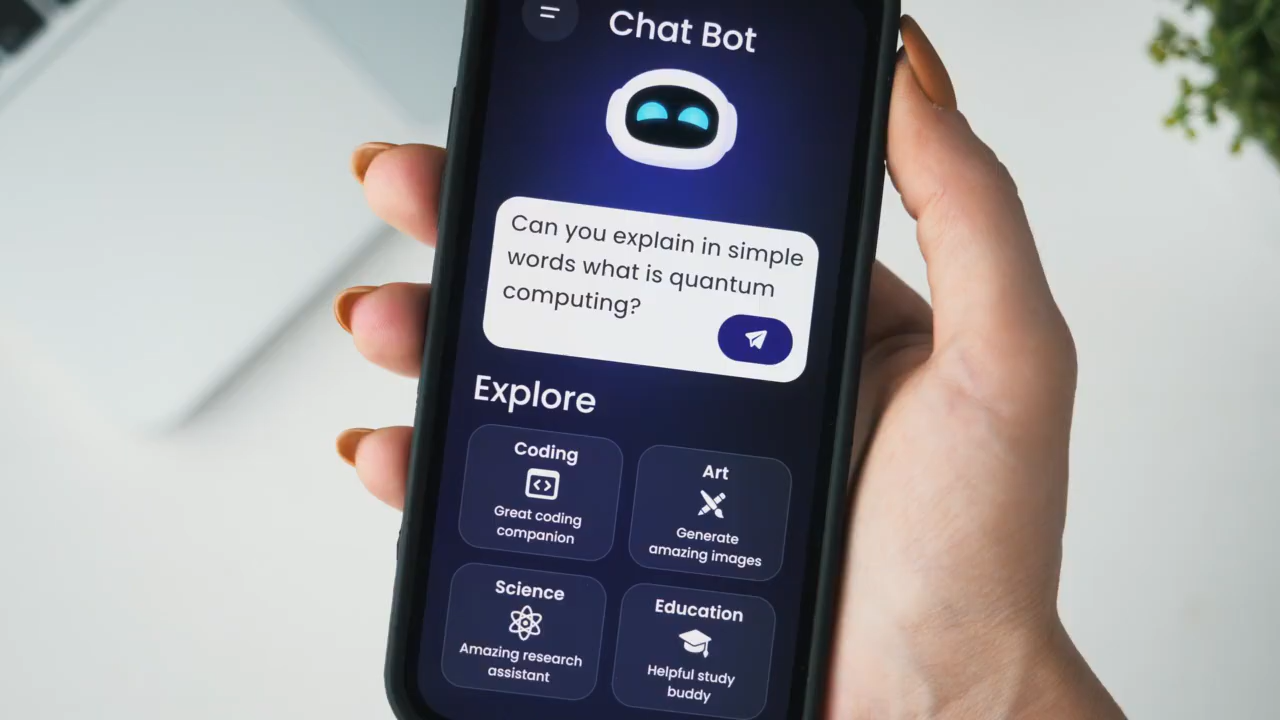 Chat Bot
Can you explain in simple
words what is quantum
computing?
Explore
Coding
Great coding
companion
Art
Generate
amazing images
Science
Amazing research
assistant
Education
Helpful study
buddy